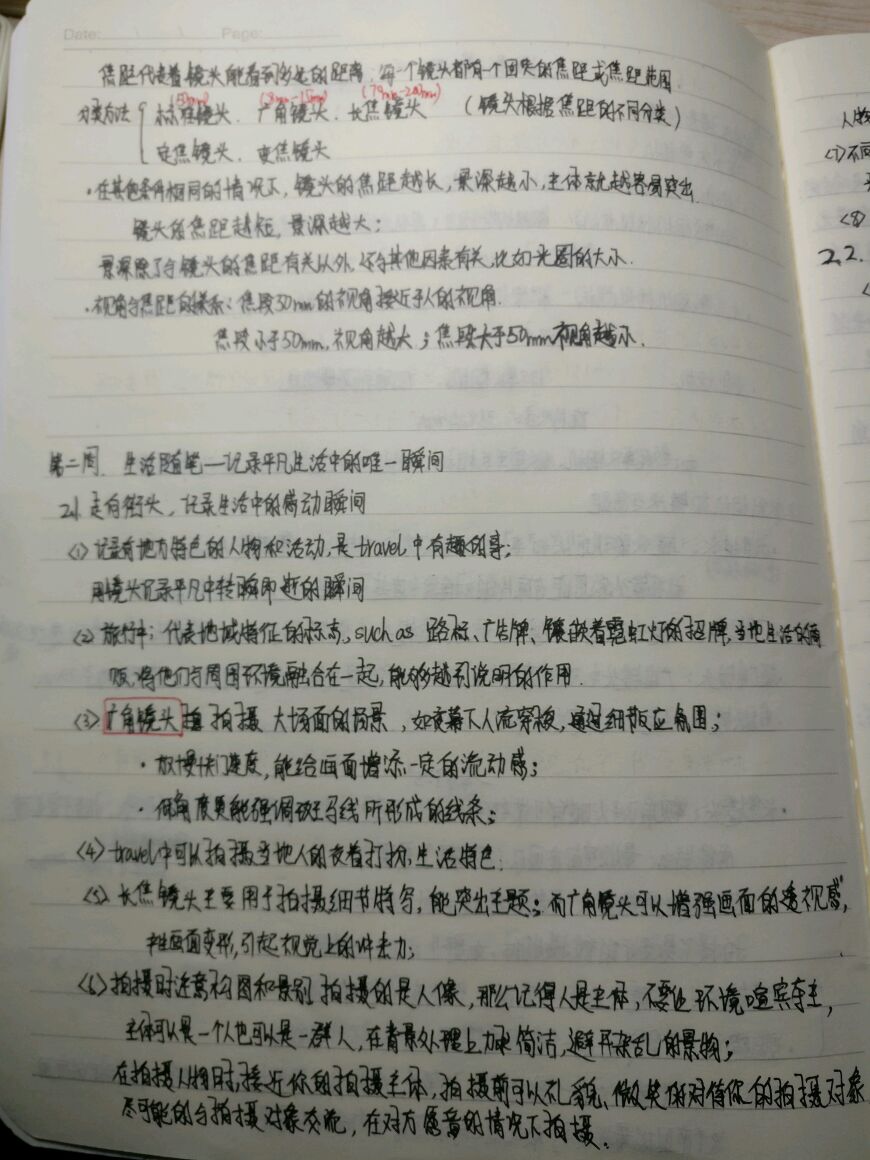 Date: Page:
焦距代表着镜头能看到多远的距离,每一个镜头都有一个固定的焦距或焦距范围.
(50mm)
分类方法 { 标准镜头、广角镜头、长焦镜头 (镜头根据焦距的不同分类)
定焦镜头、变焦镜头
·在其他条件相同的情况下,镜头的焦距越长,景深越小,主体就越容易突出.
镜头的焦距越短,景深越大;
景深除了与镜头的焦距有关以外,还与其他因素有关,比如光圈的大小.
·视角与焦距的关系:焦段50mm的视角接近于人的视角.
焦段小于50mm,视角越大;焦段大于50mm视角越小.
第二周. 生活随笔—记录平凡生活中的唯一瞬间
2.1 走向街头,记录生活中的感动瞬间
<1>记录有地方特色的人物和活动,是travel中有趣的事;
用镜头记录平凡中转瞬即逝的瞬间
<2>旅行中:代表地域特征的标志,such as 路标、广告牌、镶嵌着霓虹灯的招牌,当地生活的商
贩,将他们与周围环境融合在一起,能够起到说明的作用.
<3>广角镜头 拍摄 大场面的场景,如夜幕下人流穿梭,通过细节反应氛围;
·放慢快门速度,能给画面增添一定的流动感;
·低角度更能强调斑马线所形成的线条;
<4>travel中可以拍摄当地人的衣着打扮,生活特色.
<5>长焦镜头主要用于拍摄细节特写,能突出主题;而广角镜头可以增强画面的透视感,
让画面变形,引起视觉上的冲击力;
<6>拍摄时注意构图和景别.拍摄的是人像,那么记得人是主体,不要让环境喧宾夺主,
主体可以是一个人也可以是一群人,在背景处理上力求简洁,避开杂乱的景物;
在拍摄人物时,接近你的拍摄主体,拍摄前可以礼貌、微笑的对待你的拍摄对象
尽可能的与拍摄对象交流,在对方愿意的情况下拍摄.
人物
<7>不同
<8>
2.2.